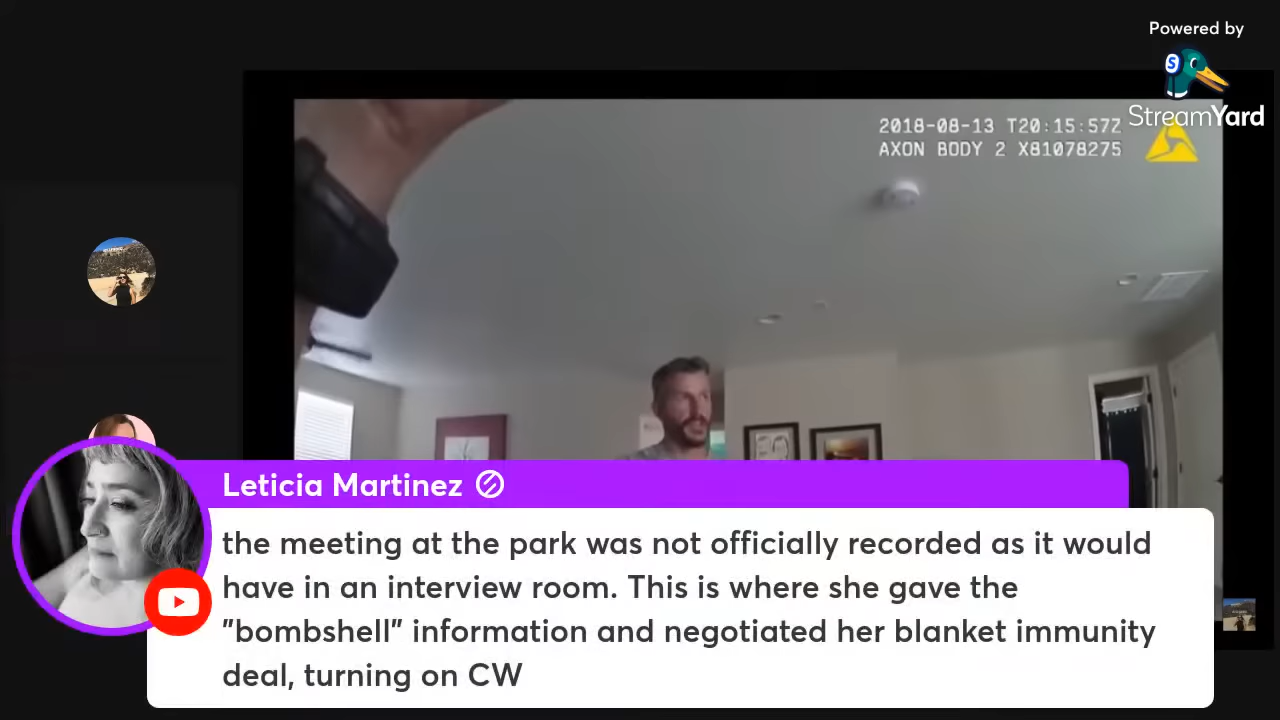 Powered by
StreamYard
2018-08-13 T20:15:57Z
AXON BODY 2 X81078275
Leticia Martinez
the meeting at the park was not officially recorded as it would
have in an interview room. This is where she gave the
"bombshell" information and negotiated her blanket immunity
deal, turning on CW